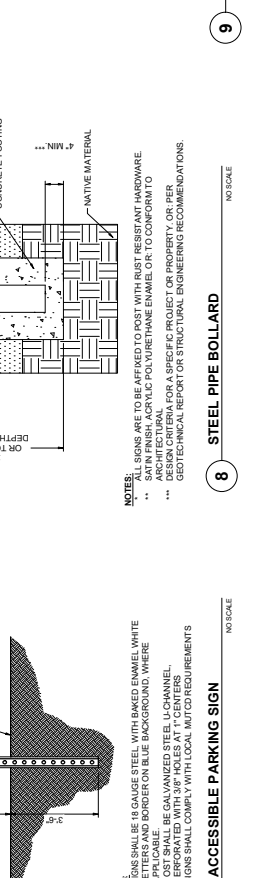 3'-6"
SIGNS SHALL BE 18 GAUGE STEEL, WITH BAKED ENAMEL WHITE
LETTERS AND BORDER ON BLUE BACKGROUND, WHERE
APPLICABLE.
POST SHALL BE GALVANIZED STEEL U-CHANNEL,
PERFORATED WITH 3/8" HOLES AT 1" CENTERS
SIGNS SHALL COMPLY WITH LOCAL MUTCD REQUIREMENTS
ACCESSIBLE PARKING SIGN
NO SCALE
4" MIN.***
NATIVE MATERIAL
NOTES:
* ALL SIGNS ARE TO BE AFFIXED TO POST WITH RUST RESISTANT HARDWARE.
** SATIN FINISH, ACRYLIC POLYURETHANE ENAMEL OR: TO CONFORM TO
ARCHITECTURAL
*** DESIGN CRITERIA FOR A SPECIFIC PROJECT OR PROPERTY. OR: PER
GEOTECHNICAL REPORT OR STRUCTURAL ENGINEERING RECOMMENDATIONS.
8 STEEL PIPE BOLLARD
NO SCALE
9